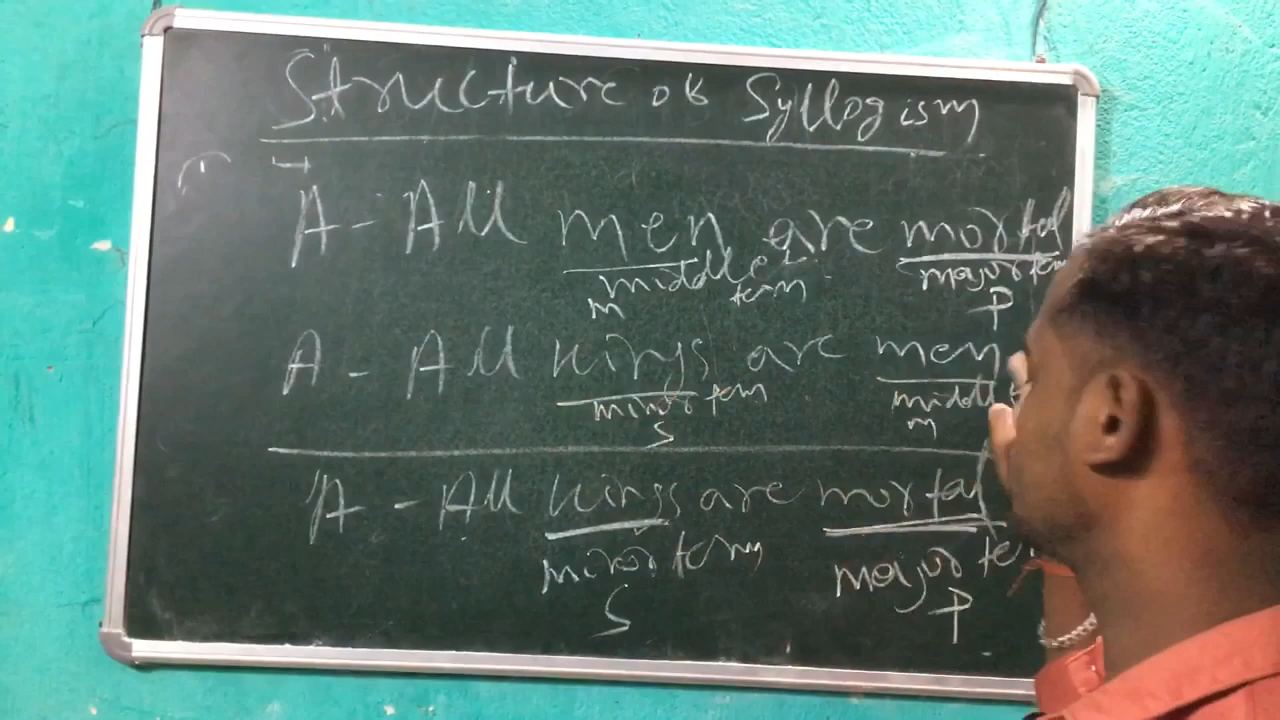 Structure of Syllogism
A - All men are mortal
middle term major term
M P
A - All kings are men
minor term middle
S M
A - All kings are mortal
minor term major te
S P